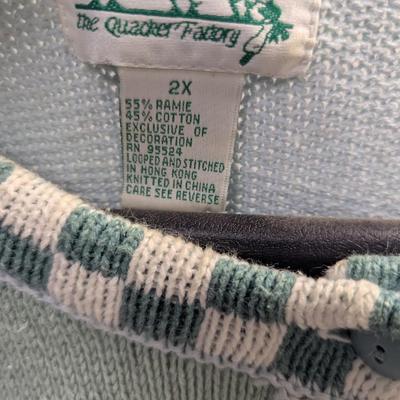 the Quacker Factory
2X
55% RAMIE
45% COTTON
EXCLUSIVE OF
DECORATION
RN 95524
LOOPED AND STITCHED
IN HONG KONG
KNITTED IN CHINA
CARE SEE REVERSE